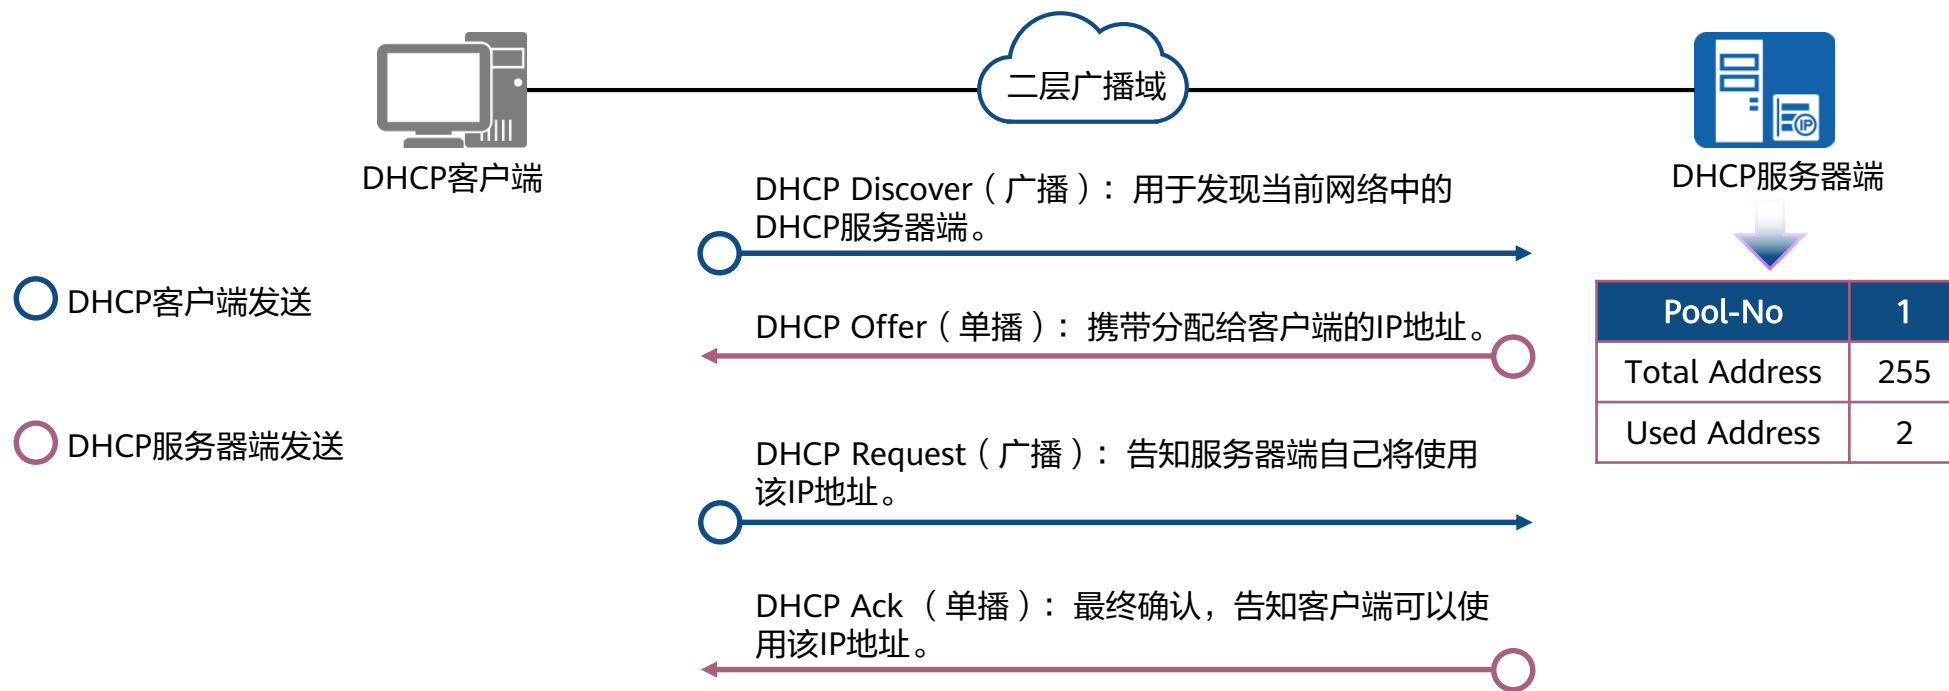 二层广播域
DHCP客户端
DHCP服务器端
DHCP Discover（广播）：用于发现当前网络中的
DHCP服务器端。
DHCP客户端发送
DHCP Offer（单播）：携带分配给客户端的IP地址。
Pool-No 1
Total Address 255
Used Address 2
DHCP服务器端发送
DHCP Request（广播）：告知服务器端自己将使用
该IP地址。
DHCP Ack （单播）：最终确认，告知客户端可以使
用该IP地址。
IP